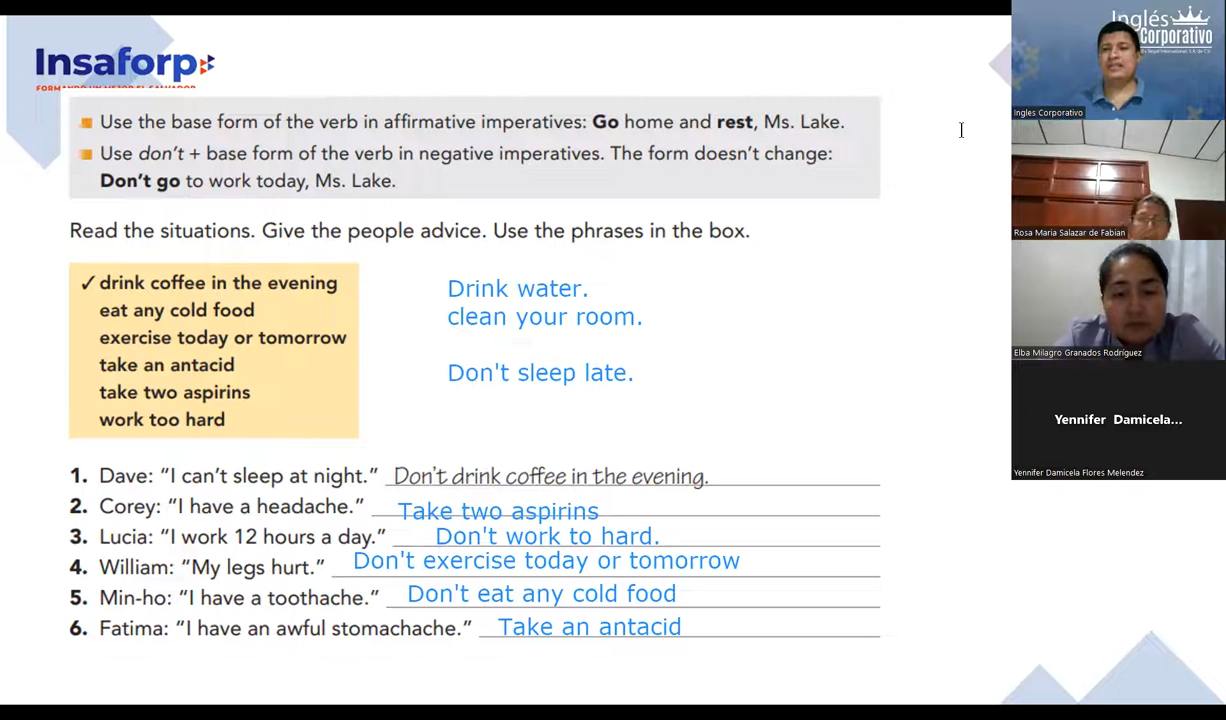 Insaforp
FORMANDO UN MEJOR EL SALVADOR
Use the base form of the verb in affirmative imperatives: Go home and rest, Ms. Lake.
Use don't + base form of the verb in negative imperatives. The form doesn't change:
Don't go to work today, Ms. Lake.
Read the situations. Give the people advice. Use the phrases in the box.
✓ drink coffee in the evening
eat any cold food
exercise today or tomorrow
take an antacid
take two aspirins
work too hard
Drink water.
clean your room.
Don't sleep late.
1. Dave: “I can't sleep at night.” Don't drink coffee in the evening.
2. Corey: “I have a headache.” Take two aspirins
3. Lucia: “I work 12 hours a day.” Don't work to hard.
4. William: “My legs hurt.” Don't exercise today or tomorrow
5. Min-ho: “I have a toothache.” Don't eat any cold food
6. Fatima: “I have an awful stomachache.” Take an antacid
Inglés
Corporativo
Ingles Corporativo
Rosa Maria Salazar de Fabian
Elba Milagro Granados Rodríguez
Yennifer Damicela...
Yennifer Damicela Flores Melendez